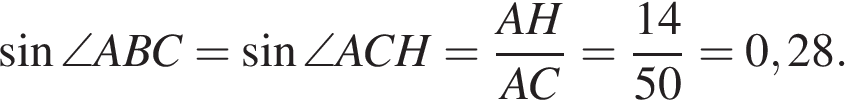 sin ∠ABC = sin ∠ACH = AH/AC = 14/50 = 0,28.